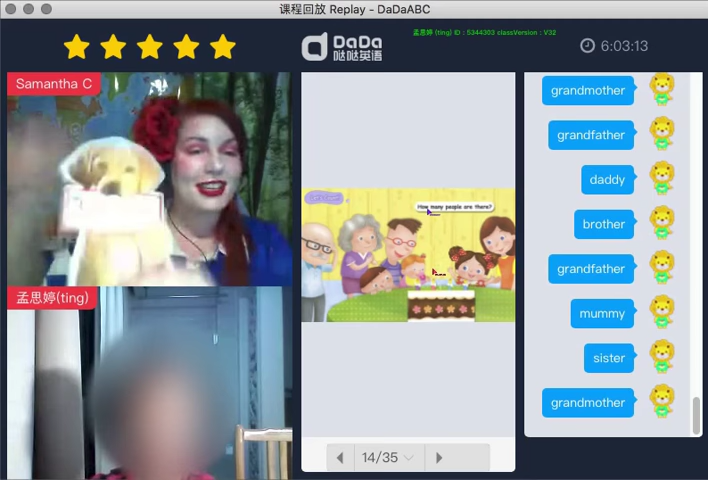 课程回放 Replay - DaDaABC
孟思婷 (ting) ID : 5344303 classVersion : V32
DaDa
哒哒英语
6:03:13
Samantha C
孟思婷(ting)
How many people are there?
14/35
grandmother
grandfather
daddy
brother
grandfather
mummy
sister
grandmother